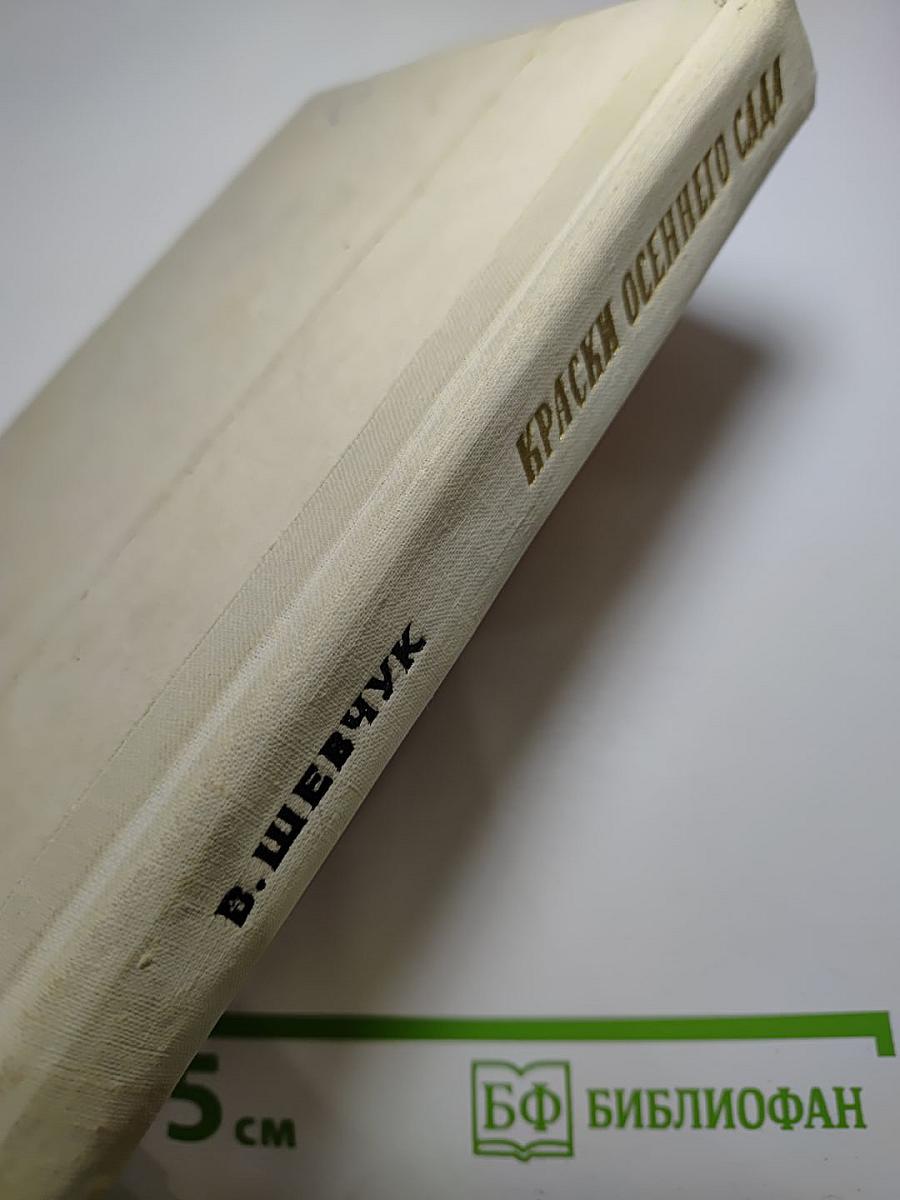 КРАСКИ ОСЕННЕГО САДА
В. ШЕВЧУК
5 см
БФ БИБЛИОФАН